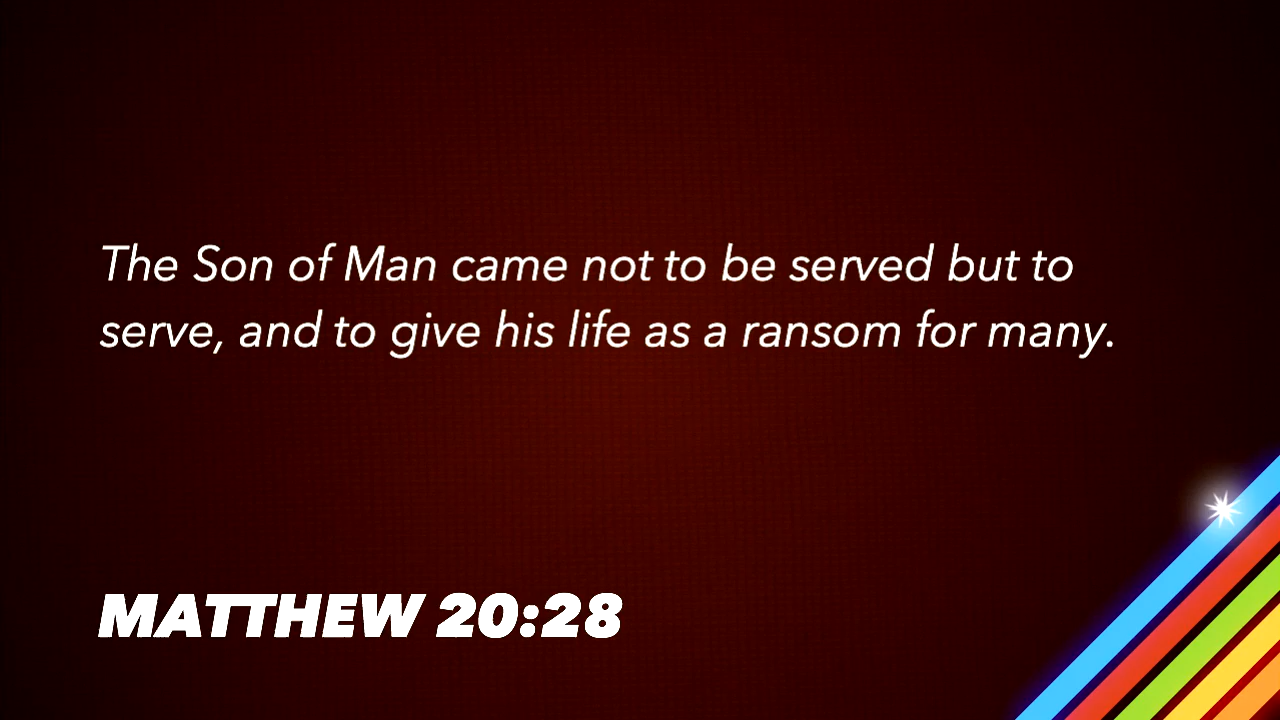 The Son of Man came not to be served but to
serve, and to give his life as a ransom for many.
MATTHEW 20:28